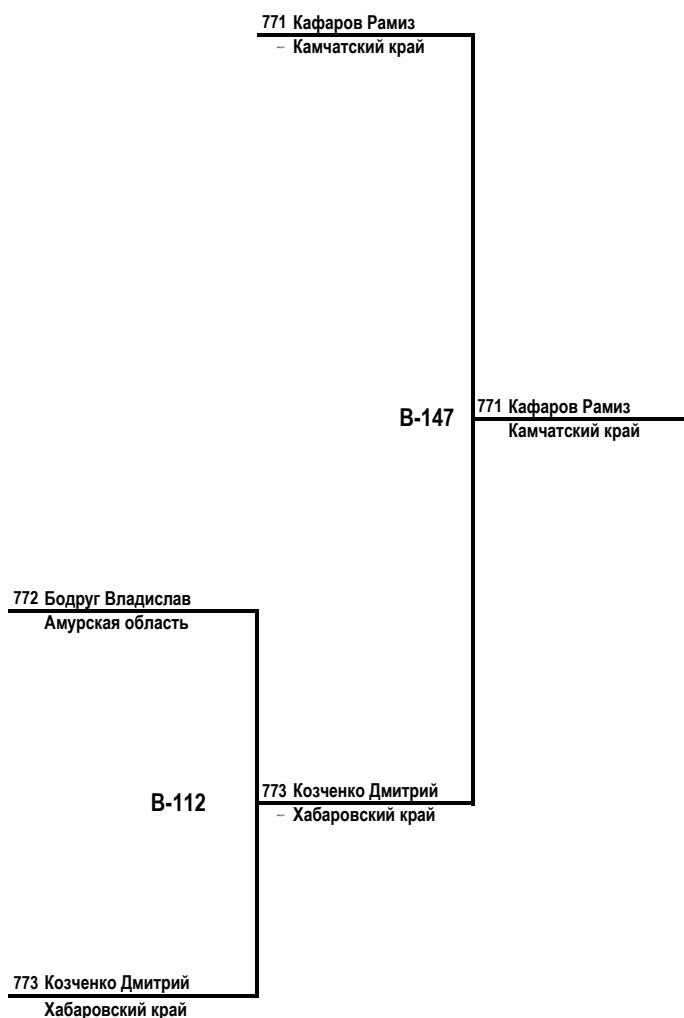 771 Кафаров Рамиз
– Камчатский край
B-147
771 Кафаров Рамиз
Камчатский край
772 Бодруг Владислав
Амурская область
B-112
773 Козченко Дмитрий
– Хабаровский край
773 Козченко Дмитрий
Хабаровский край